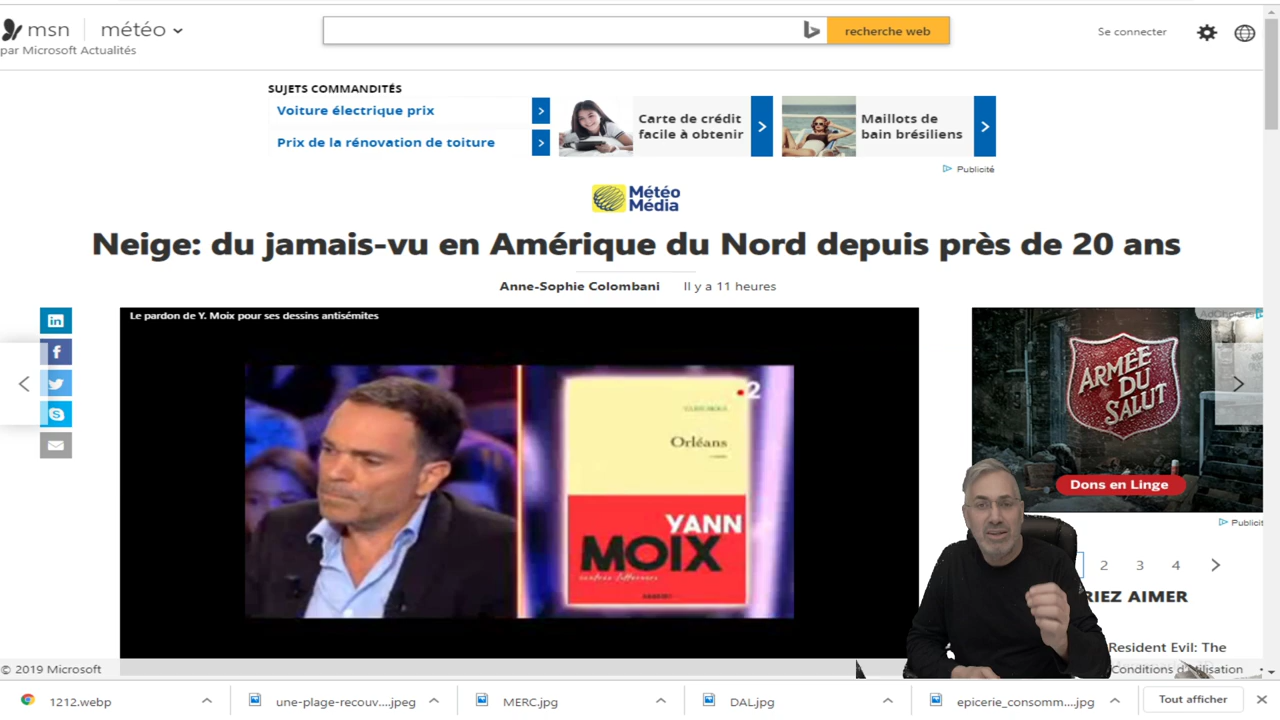 msn
météo
par Microsoft Actualités
recherche web
Se connecter
SUJETS COMMANDITÉS
Voiture électrique prix
Prix de la rénovation de toiture
Carte de crédit
facile à obtenir
Maillots de
bain brésiliens
Publicité
Météo
Média
Neige: du jamais-vu en Amérique du Nord depuis près de 20 ans
Anne-Sophie Colombani Il y a 11 heures
Le pardon de Y. Moix pour ses dessins antisémites
2
Orléans
YANN
MOIX
AdChoices
ARMÉE
DU
SALUT
Dons en Linge
Publicit
2 3 4
RIEZ AIMER
Resident Evil: The
© 2019 Microsoft
Conditions d'utilisation
1212.webp
une-plage-recouv....jpeg
MERC.jpg
DAL.jpg
epicerie_consomm....jpg
Tout afficher